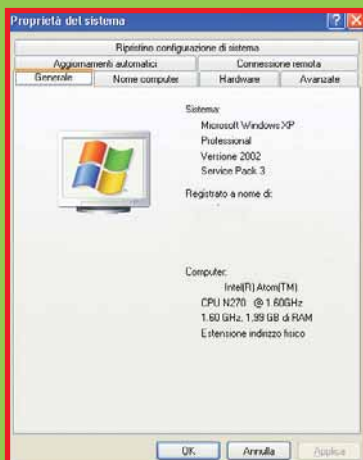 Proprietà del sistema
Ripristino configurazione di sistema
Aggiornamenti automatici Connessione remota
Generale Nome computer Hardware Avanzate
Sistema:
Microsoft Windows XP
Professional
Versione 2002
Service Pack 3
Registrato a nome di:
Computer:
Intel(R) Atom(TM)
CPU N270 @ 1.60GHz
1.60 GHz, 1,99 GB di RAM
Estensione indirizzo fisico
OK Annulla Applica